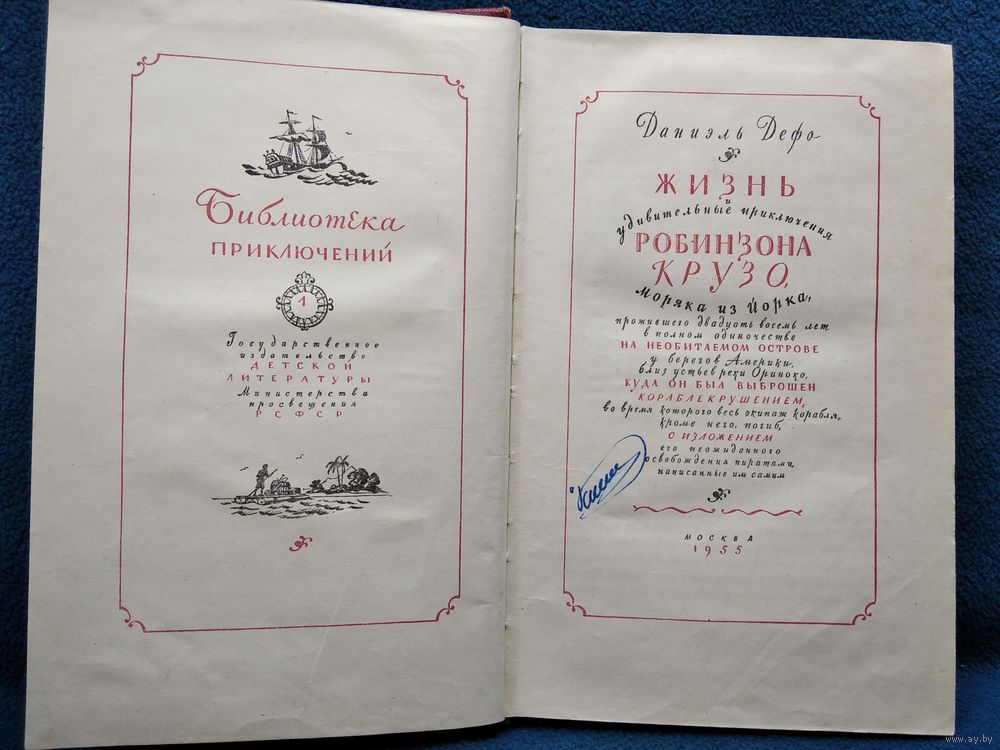 Библиотека
ПРИКЛЮЧЕНИЙ
1
Государственное
издательство
ДЕТСКОЙ
ЛИТЕРАТУРЫ
Министерства
просвещения
РСФСР
Даниэль Дефо
ЖИЗНЬ
и
удивительные приключения
РОБИНЗОНА
КРУЗО,
моряка из Йорка,
прожившего двадцать восемь лет
в полном одиночестве
НА НЕОБИТАЕМОМ ОСТРОВЕ
у берегов Америки,
близ устьев реки Ориноко,
КУДА ОН БЫЛ ВЫБРОШЕН
КОРАБЛЕКРУШЕНИЕМ,
во время которого весь экипаж корабля,
кроме него, погиб,
С ИЗЛОЖЕНИЕМ
его неожиданного
освобождения пиратами,
написанные им самим
МОСКВА
1955
www.ay.by